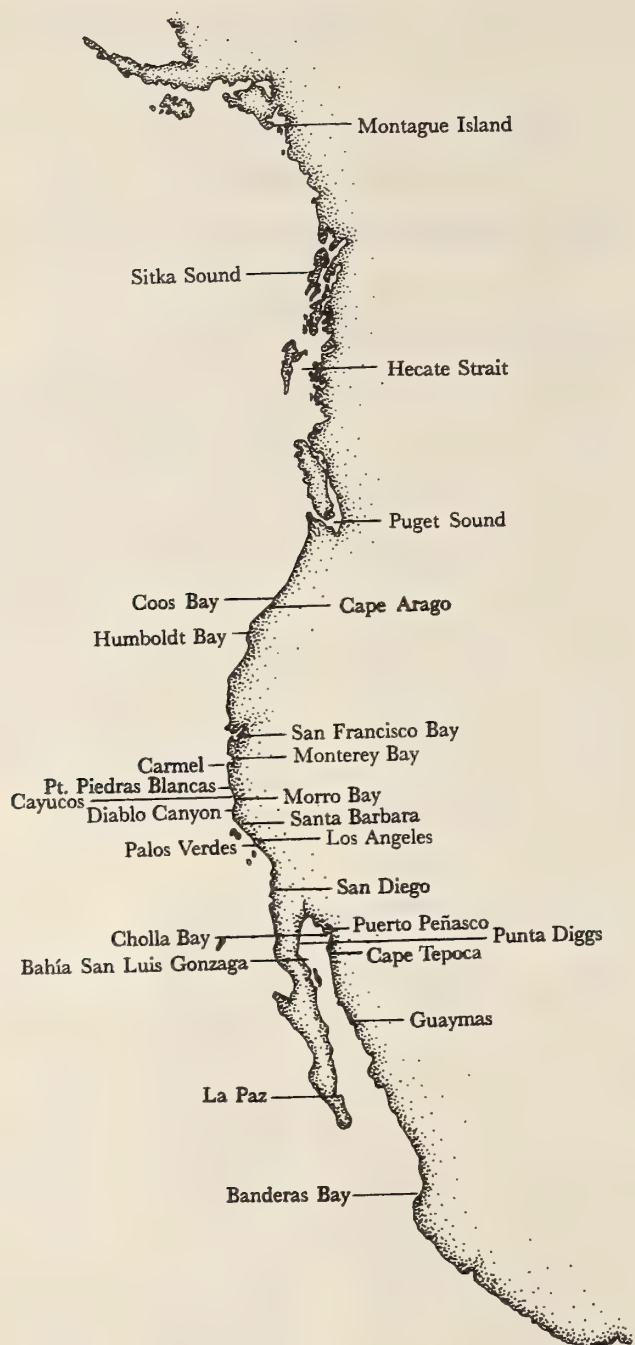 Montague Island
Sitka Sound
Hecate Strait
Puget Sound
Coos Bay
Cape Arago
Humboldt Bay
San Francisco Bay
Monterey Bay
Carmel
Pt. Piedras Blancas
Cayucos
Morro Bay
Diablo Canyon
Santa Barbara
Los Angeles
Palos Verdes
San Diego
Puerto Peñasco
Cholla Bay
Punta Diggs
Cape Tepoca
Bahía San Luis Gonzaga
Guaymas
La Paz
Banderas Bay